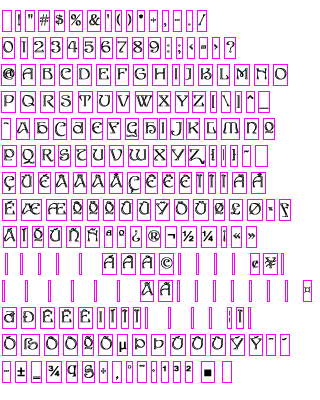 ! " # $ % & ' ( ) * + , - . /
0 1 2 3 4 5 6 7 8 9 : ; < = > ?
@ A B C D E F G H I J K L M N O
P Q R S T U V W X Y Z [ \ ] ^ _
` A B C D E F G H I J K L M N O
P Q R S T U V W X Y Z { | } ~
Ç Ü É Â Ä À Å Ç Ê Ë È Ï Î Ì Ä Å
É Æ Æ Ô Ö Ò Û Ù Ÿ Ö Ü Ø £ Ø
Á Í Ó Ú Ñ Ñ ª º ¿ ® ¬ ½ ¼ ¡ « »
Á Â À © ¢ ¥
Ã Ã ¤
Ð Ê Ë È Í Î Ï ¦ Ì
Ó ß Ô Ò Õ Õ µ Þ Þ Ú Û Ù Ý Ý ¯ ´
- ± _ ¾ ¶ § ÷ ¸ ° ¨ · ¹ ³ ² ■